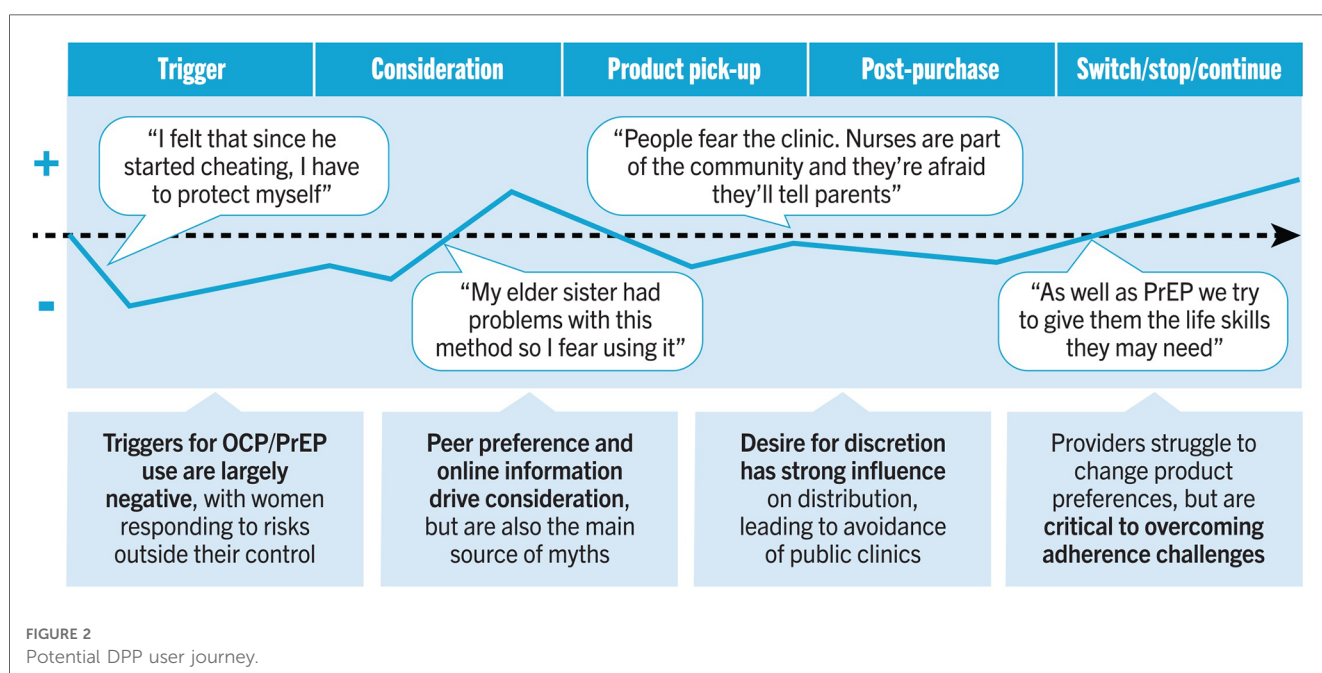 Trigger
Consideration
Product pick-up
Post-purchase
Switch/stop/continue
+
-
“I felt that since he
started cheating, I have
to protect myself”
“My elder sister had
problems with this
method so I fear using it”
“People fear the clinic. Nurses are part
of the community and they’re afraid
they’ll tell parents”
“As well as PrEP we try
to give them the life skills
they may need”
Triggers for OCP/PrEP
use are largely
negative, with women
responding to risks
outside their control
Peer preference and
online information
drive consideration,
but are also the main
source of myths
Desire for discretion
has strong influence
on distribution,
leading to avoidance
of public clinics
Providers struggle to
change product
preferences, but are
critical to overcoming
adherence challenges
FIGURE 2
Potential DPP user journey.